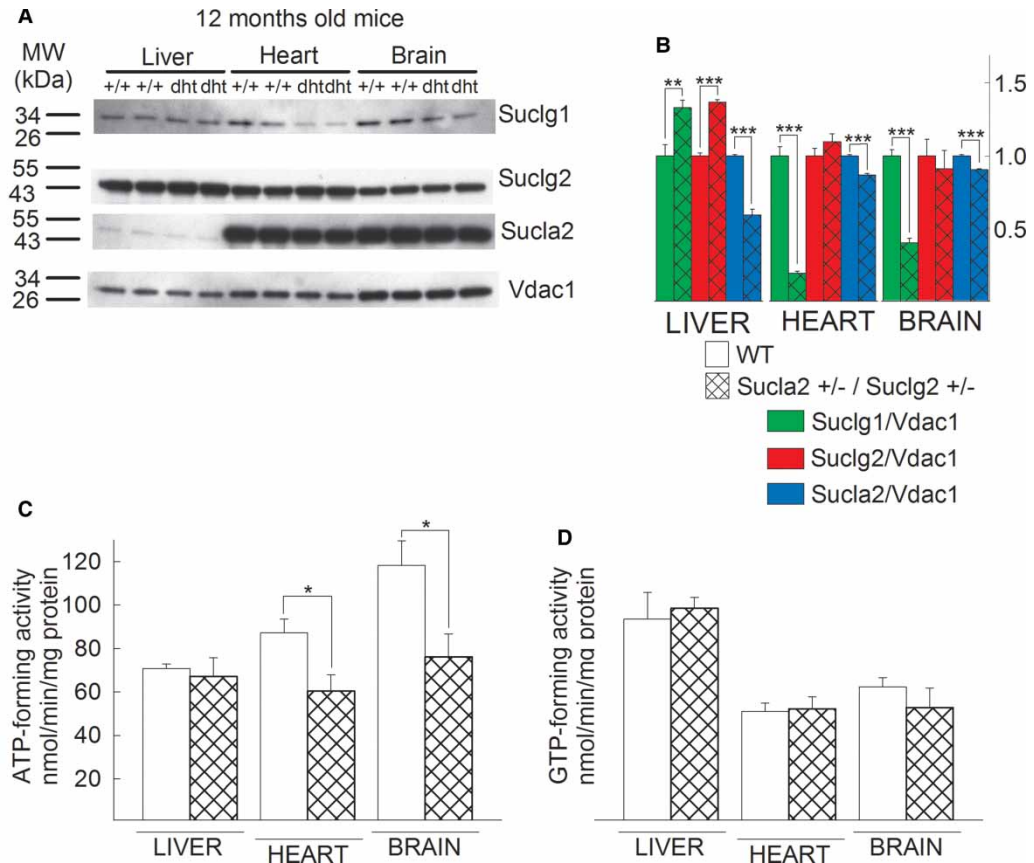 A
12 months old mice
MW
(kDa)
Liver Heart Brain
+/+ +/+ dht dht +/+ +/+ dht dht +/+ +/+ dht dht
34
26
Suclg1
55
43
Suclg2
55
43
Sucla2
34
26
Vdac1
B
** *** *** *** *** *** ***
1.5
1.0
0.5
LIVER HEART BRAIN
WT
Sucla2 +/- / Suclg2 +/-
Suclg1/Vdac1
Suclg2/Vdac1
Sucla2/Vdac1
C
ATP-forming activity
nmol/min/mg protein
120
100
80
60
40
20
*
*
LIVER HEART BRAIN
D
GTP-forming activity
nmol/min/mg protein
LIVER HEART BRAIN